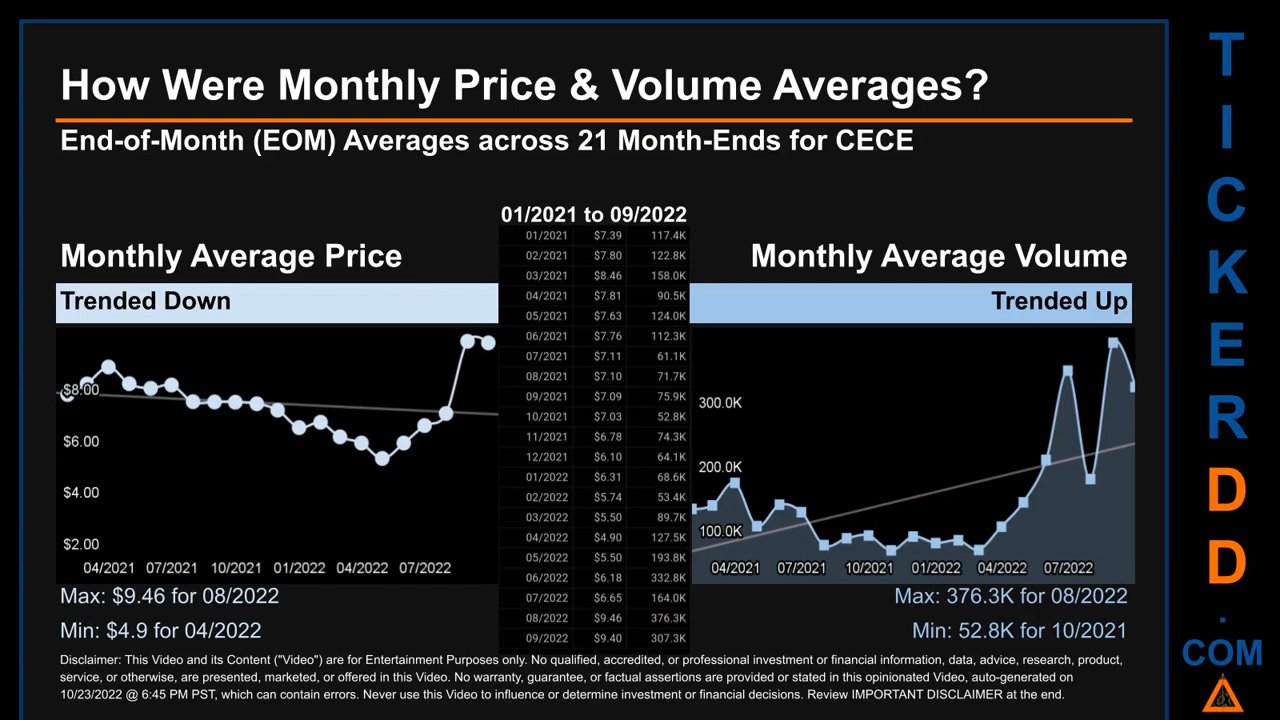 How Were Monthly Price & Volume Averages?
End-of-Month (EOM) Averages across 21 Month-Ends for CECE
01/2021 to 09/2022
Monthly Average Price
Trended Down
$8.00
$6.00
$4.00
$2.00
04/2021 07/2021 10/2021 01/2022 04/2022 07/2022
Max: $9.46 for 08/2022
Min: $4.9 for 04/2022
01/2021 $7.39 117.4K
02/2021 $7.80 122.8K
03/2021 $8.46 158.0K
04/2021 $7.81 90.5K
05/2021 $7.63 124.0K
06/2021 $7.76 112.3K
07/2021 $7.11 61.1K
08/2021 $7.10 71.7K
09/2021 $7.09 75.9K
10/2021 $7.03 52.8K
11/2021 $6.78 74.3K
12/2021 $6.10 64.1K
01/2022 $6.31 68.6K
02/2022 $5.74 53.4K
03/2022 $5.50 89.7K
04/2022 $4.90 127.5K
05/2022 $5.50 193.8K
06/2022 $6.18 332.8K
07/2022 $6.65 164.0K
08/2022 $9.46 376.3K
09/2022 $9.40 307.3K
Monthly Average Volume
Trended Up
300.0K
200.0K
100.0K
04/2021 07/2021 10/2021 01/2022 04/2022 07/2022
Max: 376.3K for 08/2022
Min: 52.8K for 10/2021
Disclaimer: This Video and its Content ("Video") are for Entertainment Purposes only. No qualified, accredited, or professional investment or financial information, data, advice, research, product,
service, or otherwise, are presented, marketed, or offered in this Video. No warranty, guarantee, or factual assertions are provided or stated in this opinionated Video, auto-generated on
10/23/2022 @ 6:45 PM PST, which can contain errors. Never use this Video to influence or determine investment or financial decisions. Review IMPORTANT DISCLAIMER at the end.
T
I
C
K
E
R
D
D
.
COM